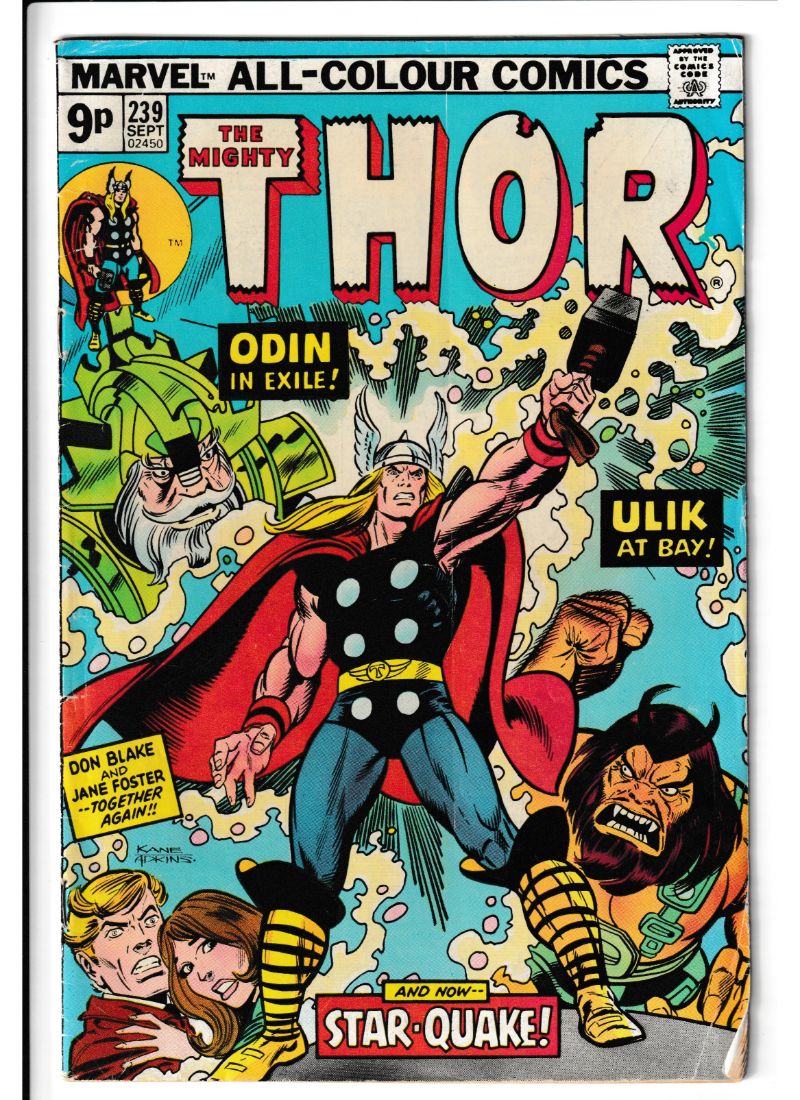 MARVEL™ ALL-COLOUR COMICS
APPROVED
BY THE
COMICS
CODE
AUTHORITY
9p
239
SEPT
02450
THE
MIGHTY
THOR
®
TM
ODIN
IN EXILE!
ULIK
AT BAY!
DON BLAKE
AND
JANE FOSTER
--TOGETHER
AGAIN!!
KANE
ADKINS.
AND NOW--
STAR-QUAKE!